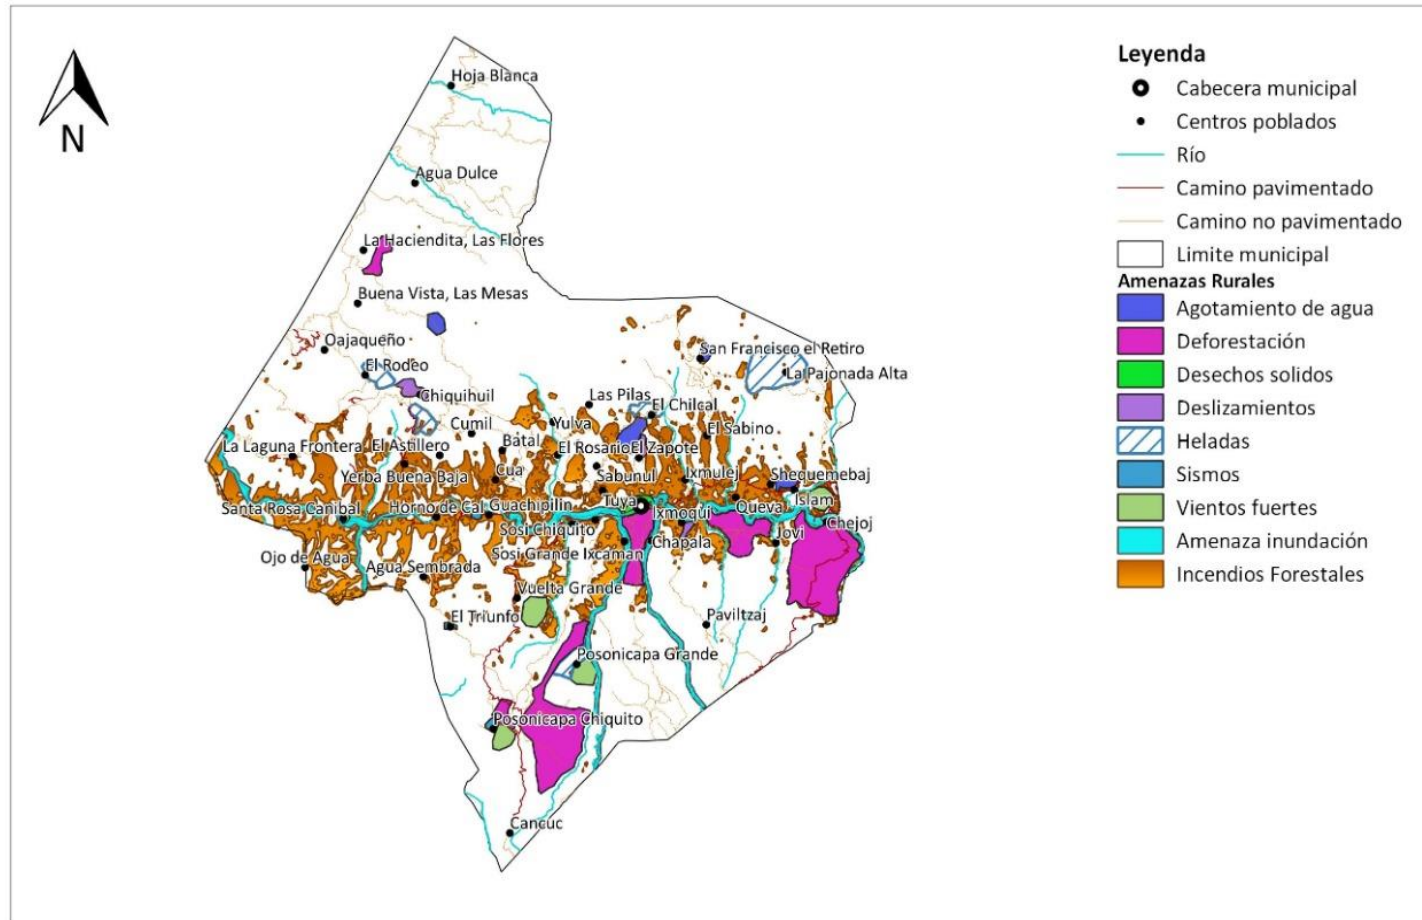 N
Hoja Blanca
Agua Dulce
La Haciendita, Las Flores
Buena Vista, Las Mesas
Oajaqueño
El Rodeo
Chiquihuil
San Francisco el Retiro
La Pajonada Alta
Las Pilas
El Chilcal
Cumil
Yulva
El Sabino
La Laguna Frontera
El Astillero
Batal
El Rosario
El Zapote
Yerba Buena Baja
Cua
Sabunul
Ixmulej
Shequemebaj
Santa Rosa Canibal
Horno de Cal
Guachipilin
Tuya
Ixmoqui
Queva
Islam
Sosi Chiquito
Chejoj
Ojo de Agua
Sosi Grande
Ixcaman
Chapala
Jovi
Agua Sembrada
Vuelta Grande
El Triunfo
Paviltzaj
Posonicapa Grande
Posonicapa Chiquito
Cancuc
Leyenda
Cabecera municipal
Centros poblados
Río
Camino pavimentado
Camino no pavimentado
Limite municipal
Amenazas Rurales
Agotamiento de agua
Deforestación
Desechos solidos
Deslizamientos
Heladas
Sismos
Vientos fuertes
Amenaza inundación
Incendios Forestales